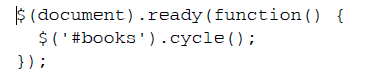 $(document).ready(function() {
  $('#books').cycle();
});